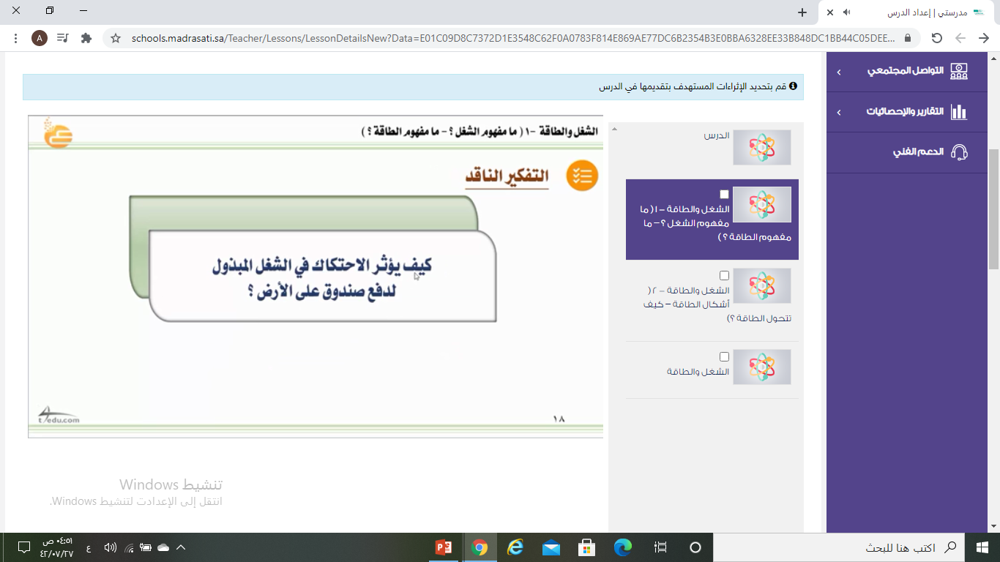 مدرستي | إعداد الدرس
schools.madrasati.sa/Teacher/Lessons/LessonDetailsNew?Data=E01C09D8C7372D1E3548C62F0A0783F814E869AE77DC6B2354B3E0BBA6328EE33B848DC1BB44C05DEE...
A
التواصل المجتمعي
التقارير والإحصائيات
الدعم الفني
قم بتحديد الإثراءات المستهدف بتقديمها في الدرس
الدرس
الشغل والطاقة -١( ما
مفهوم الشغل ؟ – ما
مفهوم الطاقة ؟ )
الشغل والطاقة - ٢(
أشكال الطاقة – كيف
تتحول الطاقة ؟)
الشغل والطاقة
الشغل والطاقة -١ ( ما مفهوم الشغل ؟ – ما مفهوم الطاقة ؟ )
التفكير الناقد
كيف يؤثر الاحتكاك في الشغل المبذول
لدفع صندوق على الأرض ؟
t4edu.com
١٨
تنشيط Windows
انتقل إلى الإعدادت لتنشيط Windows.
اكتب هنا للبحث
ع
٠٤:٥١ ص
٤٢/٠٧/٢٧